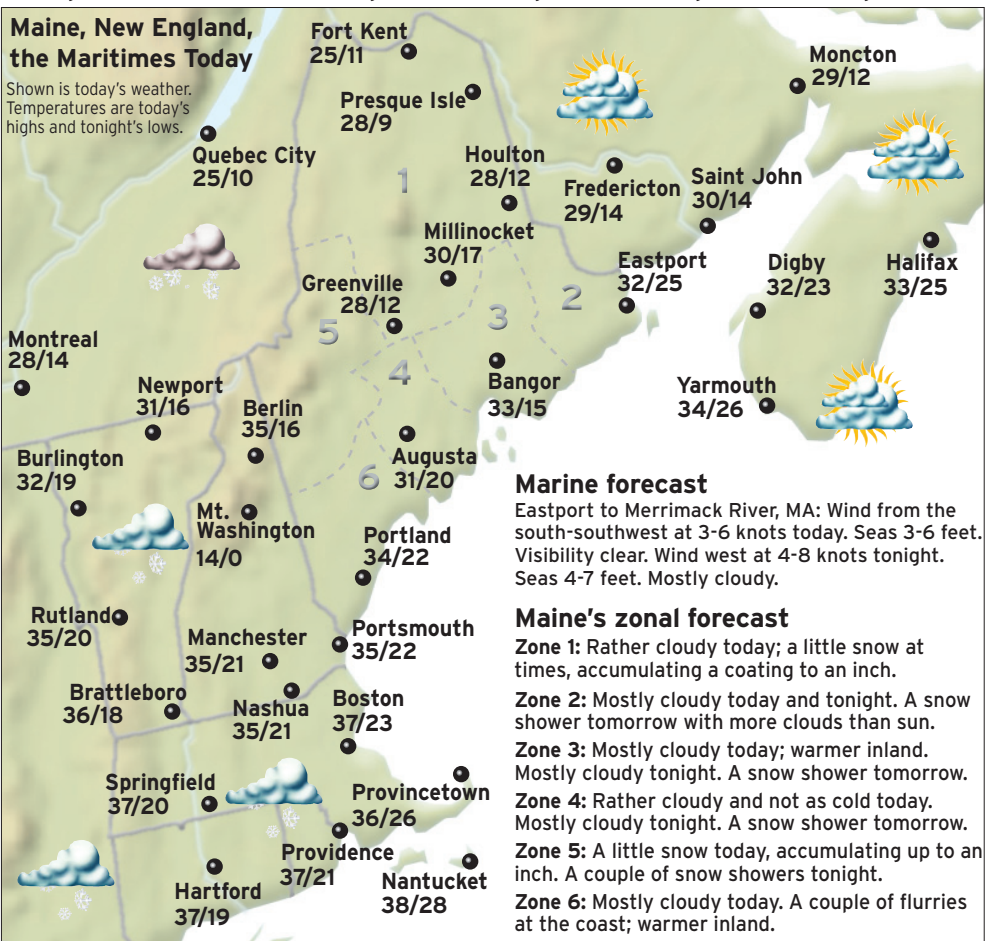 Maine, New England,
the Maritimes Today
Shown is today's weather.
Temperatures are today's
highs and tonight's lows.
Fort Kent
25/11
Moncton
29/12
Presque Isle
28/9
Quebec City
25/10
Houlton
28/12
Fredericton
29/14
Saint John
30/14
1
Millinocket
30/17
Greenville
28/12
Eastport
32/25
Digby
32/23
Halifax
33/25
2
3
5
4
Montreal
28/14
Newport
31/16
Berlin
35/16
Bangor
33/15
Yarmouth
34/26
Burlington
32/19
Augusta
31/20
6
Mt.
Washington
14/0
Portland
34/22
Rutland
35/20
Manchester
35/21
Portsmouth
35/22
Brattleboro
36/18
Nashua
35/21
Boston
37/23
Springfield
37/20
Provincetown
36/26
Providence
37/21
Hartford
37/19
Nantucket
38/28
Marine forecast
Eastport to Merrimack River, MA: Wind from the
south-southwest at 3-6 knots today. Seas 3-6 feet.
Visibility clear. Wind west at 4-8 knots tonight.
Seas 4-7 feet. Mostly cloudy.
Maine's zonal forecast
Zone 1: Rather cloudy today; a little snow at
times, accumulating a coating to an inch.
Zone 2: Mostly cloudy today and tonight. A snow
shower tomorrow with more clouds than sun.
Zone 3: Mostly cloudy today; warmer inland.
Mostly cloudy tonight. A snow shower tomorrow.
Zone 4: Rather cloudy and not as cold today.
Mostly cloudy tonight. A snow shower tomorrow.
Zone 5: A little snow today, accumulating up to an
inch. A couple of snow showers tonight.
Zone 6: Mostly cloudy today. A couple of flurries
at the coast; warmer inland.